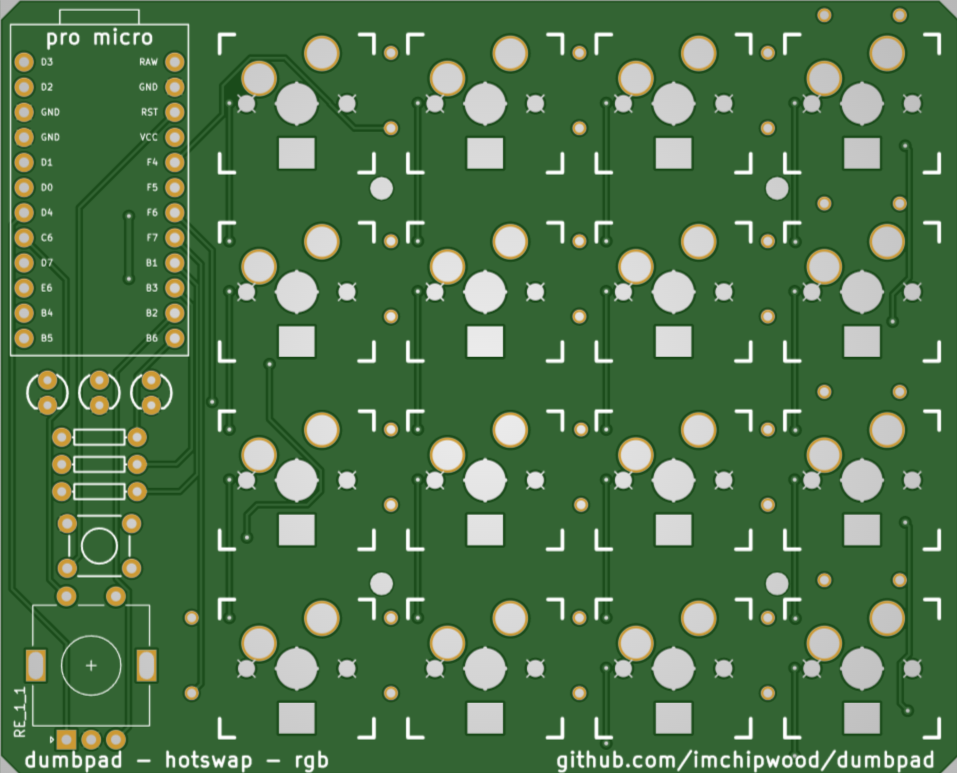 pro micro
D3 RAW
D2 GND
GND RST
GND VCC
D1 F4
D0 F5
D4 F6
C6 F7
D7 B1
E6 B3
B4 B2
B5 B6
RE_1_1
dumbpad - hotswap - rgb
github.com/imchipwood/dumbpad